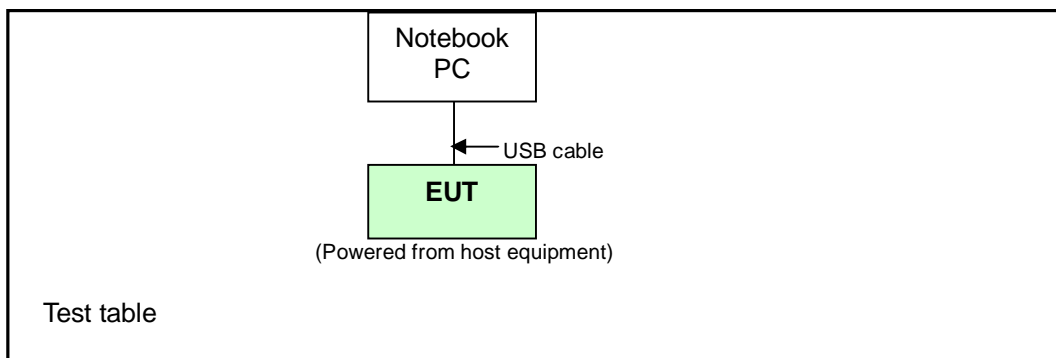 Notebook
PC
USB cable
EUT
(Powered from host equipment)
Test table